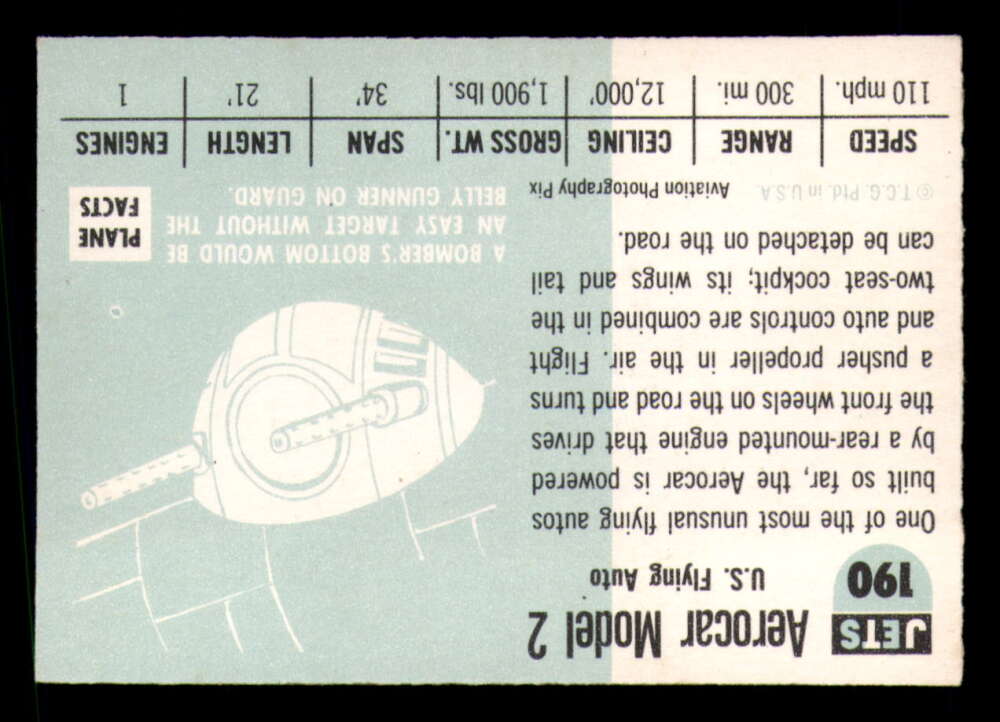 JETS
190
Aerocar Model 2
U.S. Flying Auto
One of the most unusual flying autos
built so far, the Aerocar is powered
by a rear-mounted engine that drives
the front wheels on the road and turns
a pusher propeller in the air. Flight
and auto controls are combined in the
two-seat cockpit; its wings and tail
can be detached on the road.
© T.C.G. Ptd. in U.S.A.
Aviation Photography Pix
PLANE
FACTS
A BOMBER'S BOTTOM WOULD BE
AN EASY TARGET WITHOUT THE
BELLY GUNNER ON GUARD.
SPEED RANGE CEILING GROSS WT. SPAN LENGTH ENGINES
110 mph. 300 mi. 12,000' 1,900 lbs. 34' 21' 1